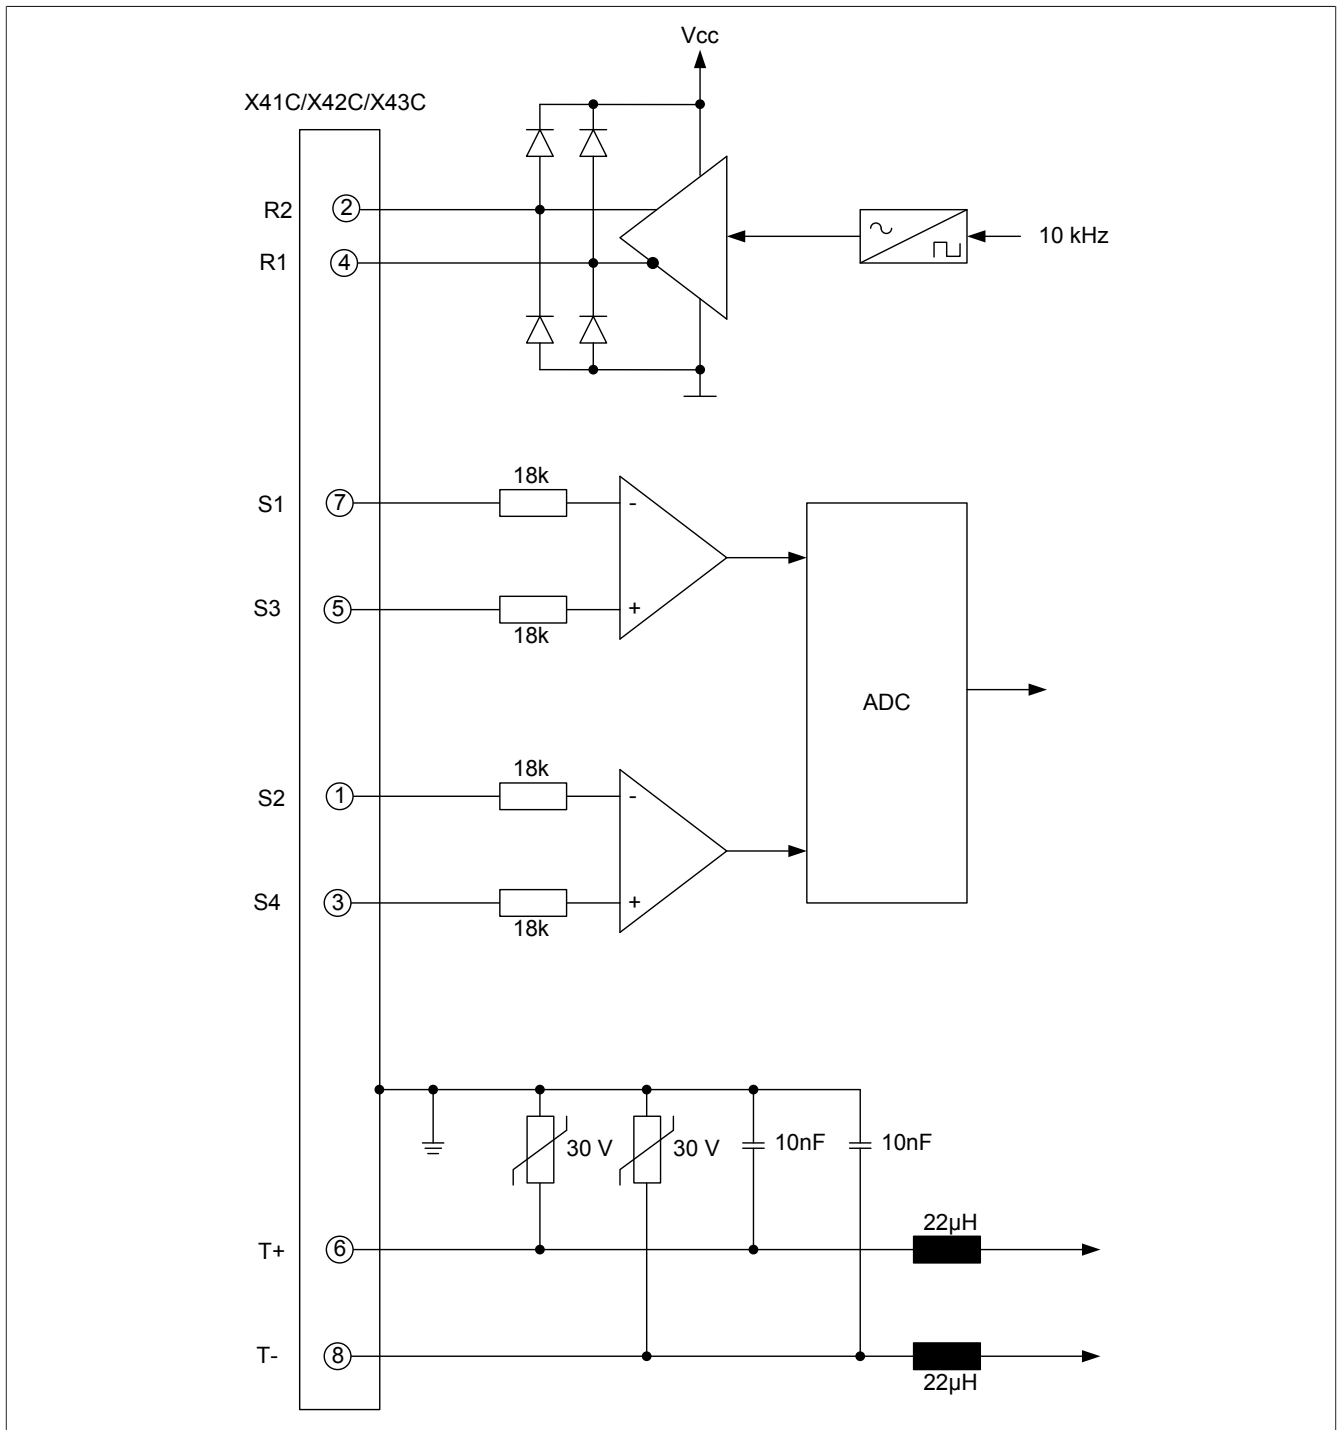 Vcc
X41C/X42C/X43C
R2 2
R1 4
10 kHz
18k
S1 7 -
S3 5 +
18k
ADC
18k
S2 1 -
S4 3 +
18k
30 V 30 V 10nF 10nF
22µH
T+ 6
T- 8
22µH